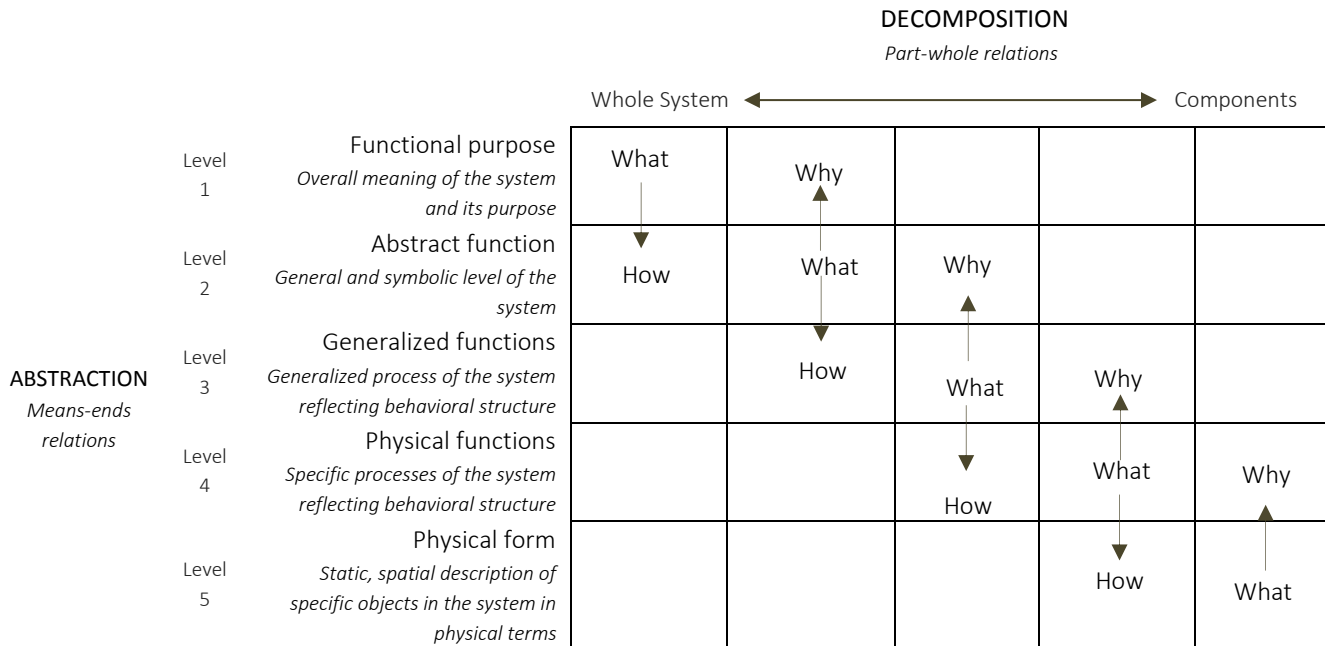 DECOMPOSITION
Part-whole relations
Whole System
Components
ABSTRACTION
Means-ends
relations
Level
1
Functional purpose
Overall meaning of the system
and its purpose
What
Why
Level
2
Abstract function
General and symbolic level of the
system
How
What
Why
Level
3
Generalized functions
Generalized process of the system
reflecting behavioral structure
How
What
Why
Level
4
Physical functions
Specific processes of the system
reflecting behavioral structure
How
What
Why
Level
5
Physical form
Static, spatial description of
specific objects in the system in
physical terms
How
What